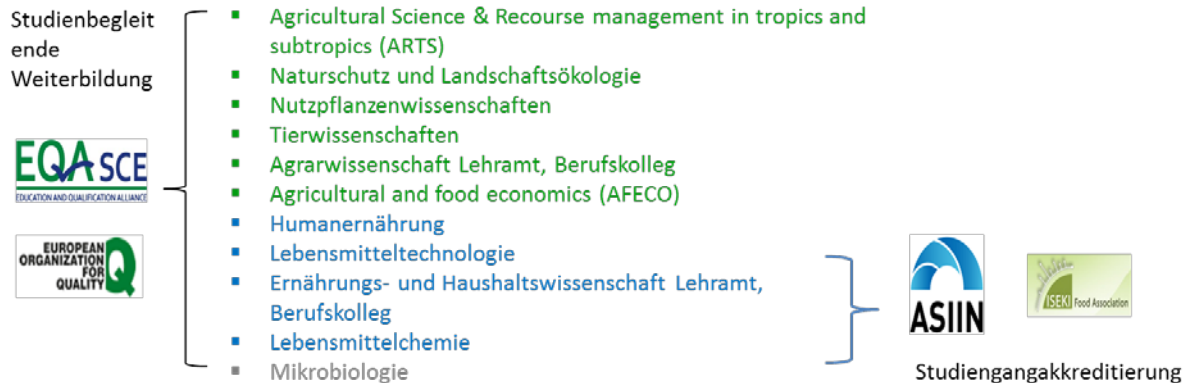 Studienbegleit
ende
Weiterbildung
EQA SCE
EDUCATION AND QUALIFICATION ALLIANCE
EUROPEAN
ORGANIZATION
FOR
QUALITY
▪ Agricultural Science & Recourse management in tropics and
subtropics (ARTS)
▪ Naturschutz und Landschaftsökologie
▪ Nutzpflanzenwissenschaften
▪ Tierwissenschaften
▪ Agrarwissenschaft Lehramt, Berufskolleg
▪ Agricultural and food economics (AFECO)
▪ Humanernährung
▪ Lebensmitteltechnologie
▪ Ernährungs- und Haushaltswissenschaft Lehramt,
Berufskolleg
▪ Lebensmittelchemie
▪ Mikrobiologie
ASIIN
ISEKI Food Association
Studiengangakkreditierung